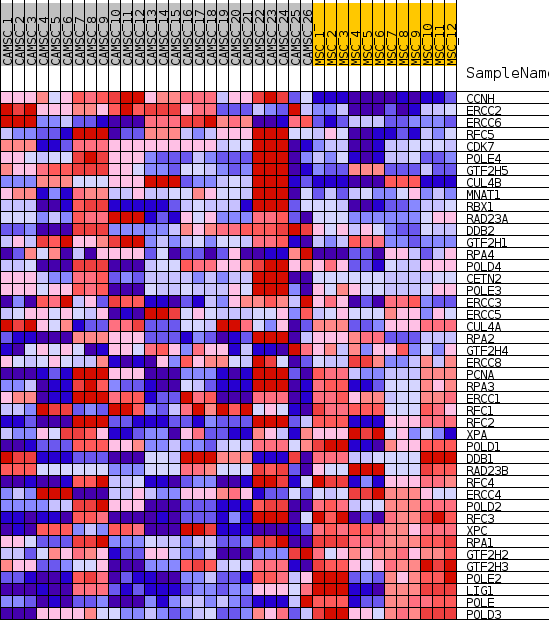 CAMSC_1
CAMSC_2
CAMSC_3
CAMSC_4
CAMSC_5
CAMSC_6
CAMSC_7
CAMSC_8
CAMSC_9
CAMSC_10
CAMSC_11
CAMSC_12
CAMSC_13
CAMSC_14
CAMSC_15
CAMSC_16
CAMSC_17
CAMSC_18
CAMSC_19
CAMSC_20
CAMSC_21
CAMSC_22
CAMSC_23
CAMSC_24
CAMSC_25
CAMSC_26
MSC_1
MSC_2
MSC_3
MSC_4
MSC_5
MSC_6
MSC_7
MSC_8
MSC_9
MSC_10
MSC_11
MSC_12
SampleName
CCNH
ERCC2
ERCC6
RFC5
CDK7
POLE4
GTF2H5
CUL4B
MNAT1
RBX1
RAD23A
DDB2
GTF2H1
RPA4
POLD4
CETN2
POLE3
ERCC3
ERCC5
CUL4A
RPA2
GTF2H4
ERCC8
PCNA
RPA3
ERCC1
RFC1
RFC2
XPA
POLD1
DDB1
RAD23B
RFC4
ERCC4
POLD2
RFC3
XPC
RPA1
GTF2H2
GTF2H3
POLE2
LIG1
POLE
POLD3